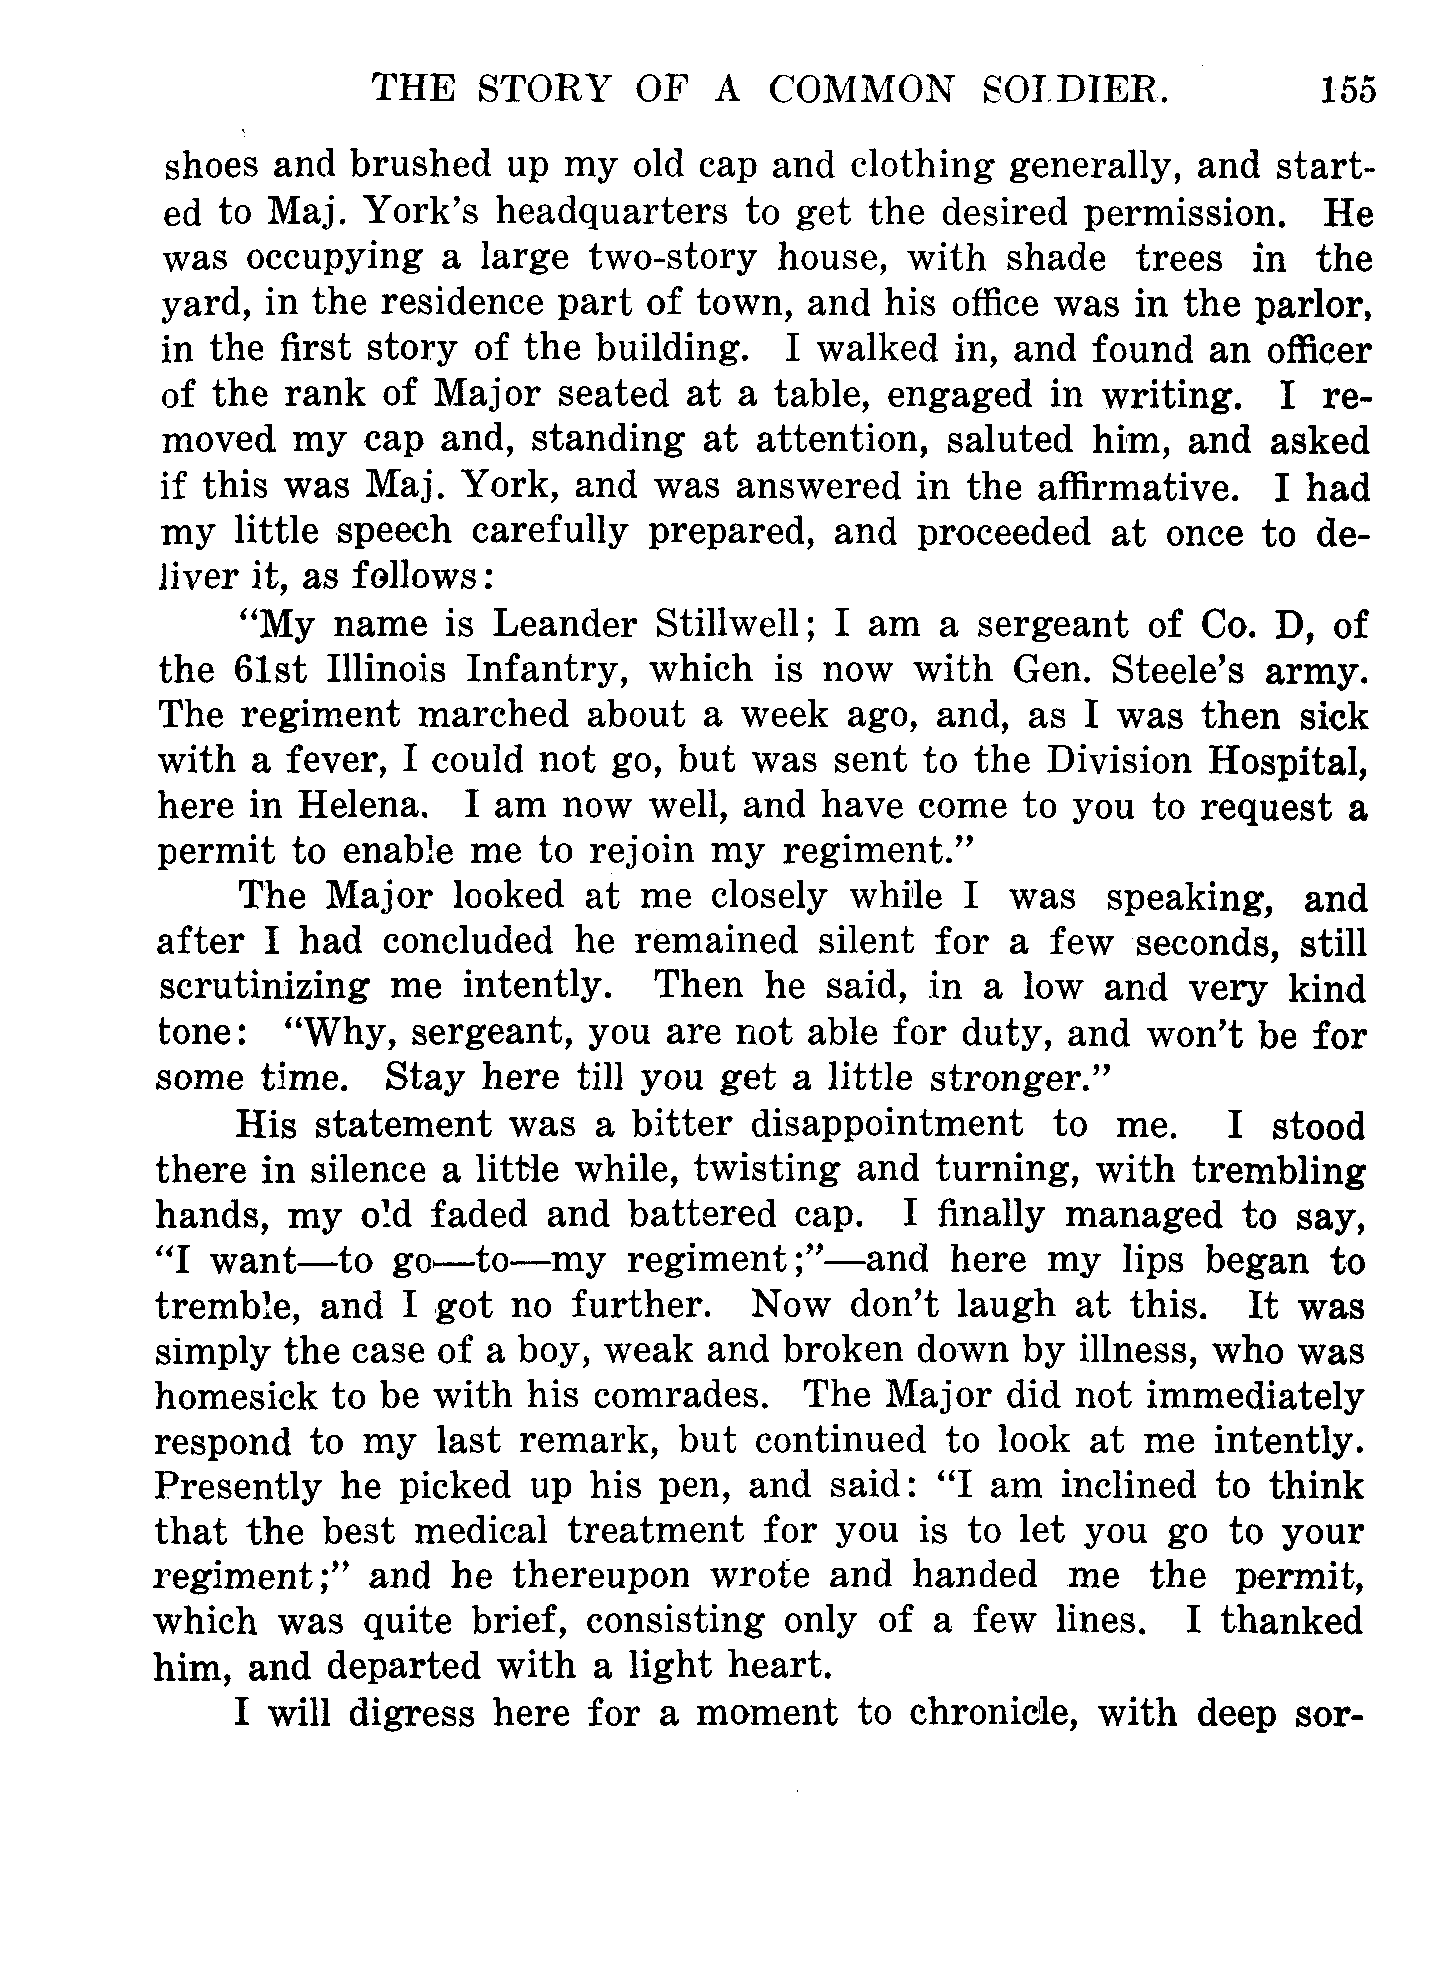 THE STORY OF A COMMON SOLDIER. 155
shoes and brushed up my old cap and clothing generally, and start-
ed to Maj. York's headquarters to get the desired permission. He
was occupying a large two-story house, with shade trees in the
yard, in the residence part of town, and his office was in the parlor,
in the first story of the building. I walked in, and found an officer
of the rank of Major seated at a table, engaged in writing. I re-
moved my cap and, standing at attention, saluted him, and asked
if this was Maj. York, and was answered in the affirmative. I had
my little speech carefully prepared, and proceeded at once to de-
liver it, as follows:
"My name is Leander Stillwell; I am a sergeant of Co. D, of
the 61st Illinois Infantry, which is now with Gen. Steele's army.
The regiment marched about a week ago, and, as I was then sick
with a fever, I could not go, but was sent to the Division Hospital,
here in Helena. I am now well, and have come to you to request a
permit to enable me to rejoin my regiment."
The Major looked at me closely while I was speaking, and
after I had concluded he remained silent for a few seconds, still
scrutinizing me intently. Then he said, in a low and very kind
tone: "Why, sergeant, you are not able for duty, and won't be for
some time. Stay here till you get a little stronger."
His statement was a bitter disappointment to me. I stood
there in silence a little while, twisting and turning, with trembling
hands, my old faded and battered cap. I finally managed to say,
"I want—to go—to—my regiment;"—and here my lips began to
tremble, and I got no further. Now don't laugh at this. It was
simply the case of a boy, weak and broken down by illness, who was
homesick to be with his comrades. The Major did not immediately
respond to my last remark, but continued to look at me intently.
Presently he picked up his pen, and said: "I am inclined to think
that the best medical treatment for you is to let you go to your
regiment;" and he thereupon wrote and handed me the permit,
which was quite brief, consisting only of a few lines. I thanked
him, and departed with a light heart.
I will digress here for a moment to chronicle, with deep sor-